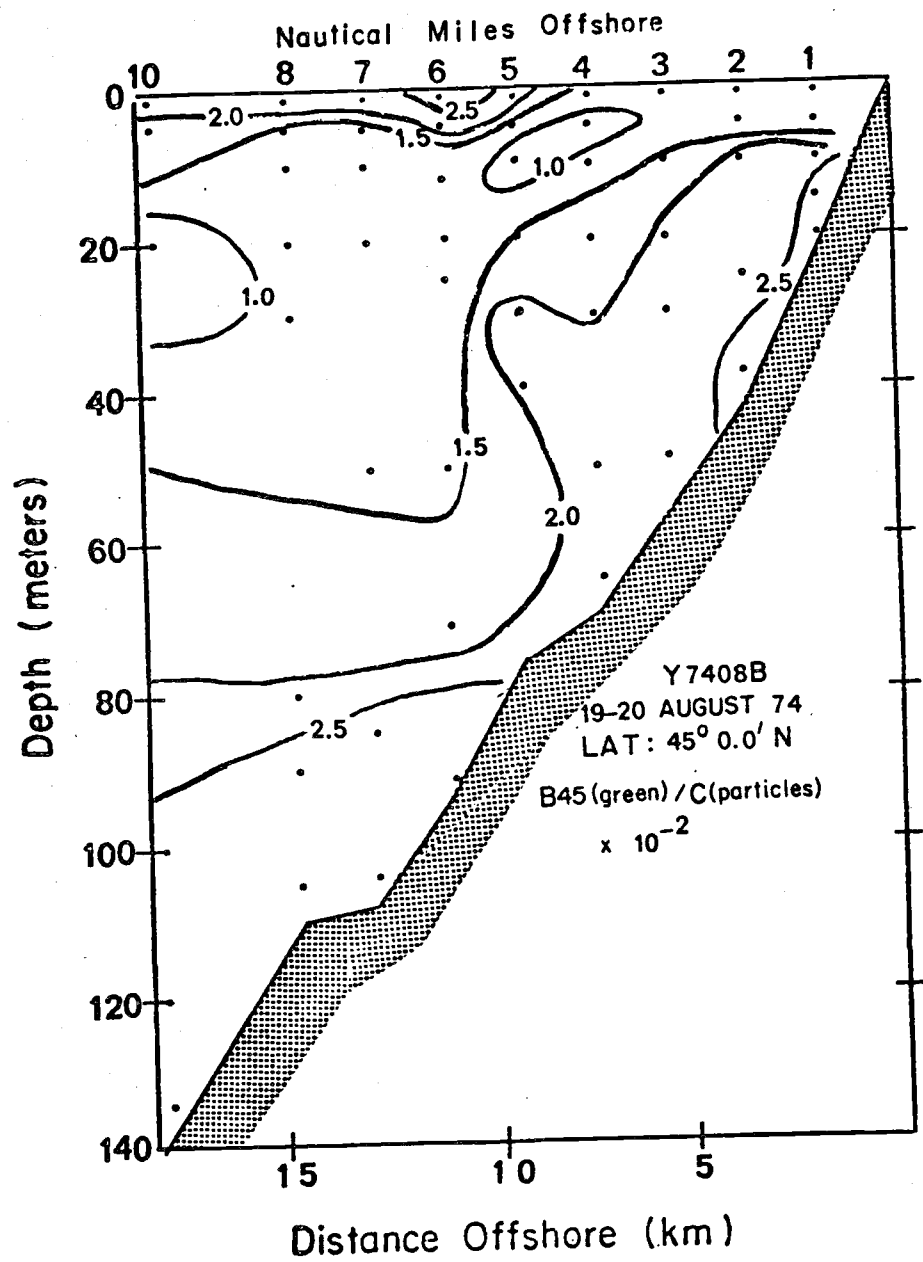 Nautical Miles Offshore
10 8 7 6 5 4 3 2 1
0
2.0 2.5
1.5
1.0
20
1.0 2.5
40
1.5
2.0
60
Depth (meters)
Y7408B
80 19-20 AUGUST 74
2.5 LAT: 45° 0.0' N
B45 (green) / C(particles)
x 10-2
100
120
140
15 10 5
Distance Offshore (km)